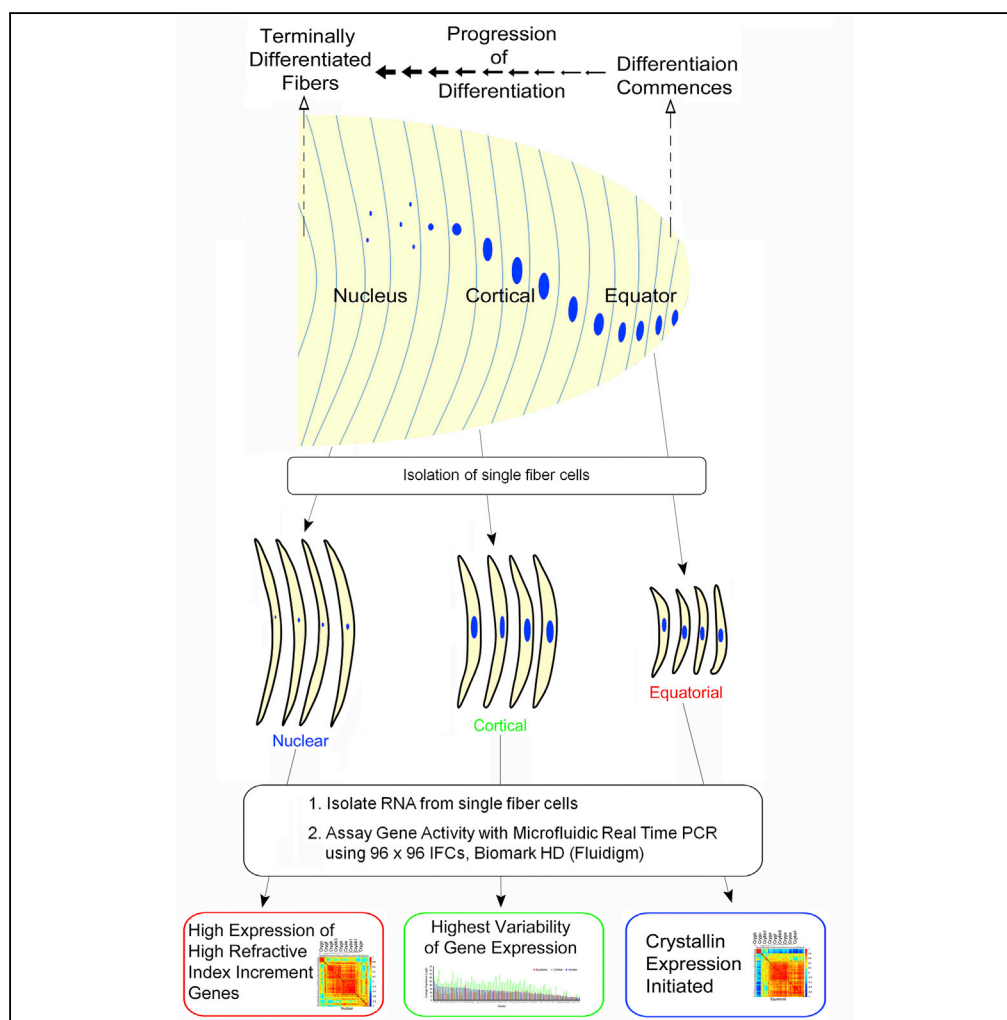 Terminally
Differentiated
Fibers
Progression
of
Differentiation
Differentiaion
Commences
Nucleus
Cortical
Equator
Isolation of single fiber cells
Nuclear
Cortical
Equatorial
1. Isolate RNA from single fiber cells
2. Assay Gene Activity with Microfluidic Real Time PCR
using 96 x 96 IFCs, Biomark HD (Fluidigm)
High Expression of
High Refractive
Index Increment
Genes
Nuclear
Highest Variability
of Gene Expression
Crystallin
Expression
Initiated
Equatorial